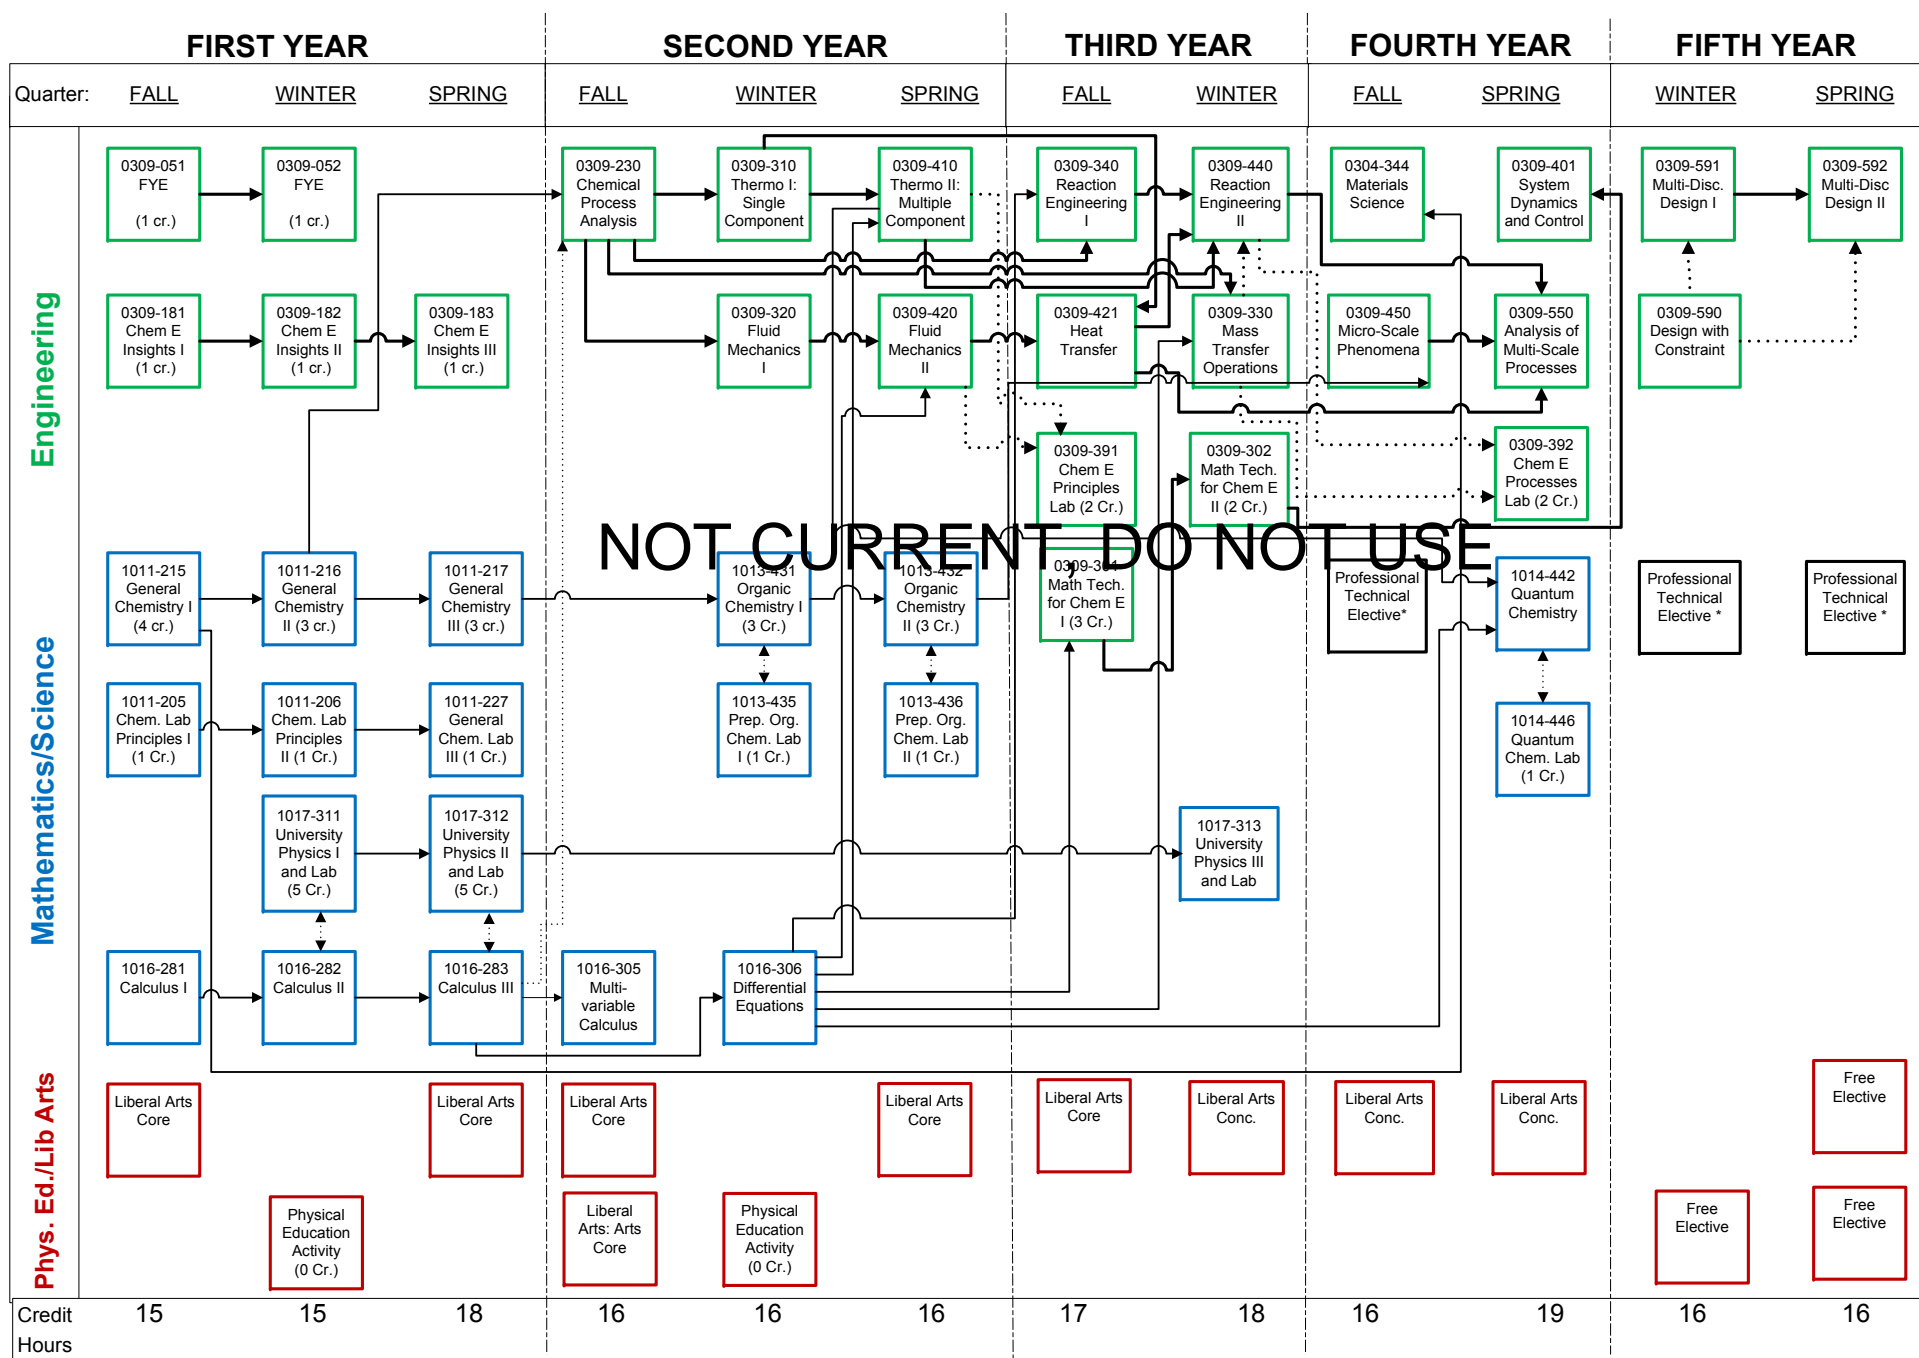 FIRST YEAR
SECOND YEAR
THIRD YEAR
FOURTH YEAR
FIFTH YEAR
Quarter:
FALL
WINTER
SPRING
FALL
WINTER
SPRING
FALL
WINTER
FALL
SPRING
WINTER
SPRING
Engineering
0309-051
FYE
(1 cr.)
0309-052
FYE
(1 cr.)
0309-230
Chemical
Process
Analysis
0309-310
Thermo I:
Single
Component
0309-410
Thermo II:
Multiple
Component
0309-340
Reaction
Engineering
I
0309-440
Reaction
Engineering
II
0304-344
Materials
Science
0309-401
System
Dynamics
and Control
0309-591
Multi-Disc.
Design I
0309-592
Multi-Disc
Design II
0309-181
Chem E
Insights I
(1 cr.)
0309-182
Chem E
Insights II
(1 cr.)
0309-183
Chem E
Insights III
(1 cr.)
0309-320
Fluid
Mechanics
I
0309-420
Fluid
Mechanics
II
0309-421
Heat
Transfer
0309-330
Mass
Transfer
Operations
0309-450
Micro-Scale
Phenomena
0309-550
Analysis of
Multi-Scale
Processes
0309-590
Design with
Constraint
0309-391
Chem E
Principles
Lab (2 Cr.)
0309-302
Math Tech.
for Chem E
II (2 Cr.)
0309-392
Chem E
Processes
Lab (2 Cr.)
NOT CURRENT, DO NOT USE
Mathematics/Science
1011-215
General
Chemistry I
(4 cr.)
1011-216
General
Chemistry
II (3 cr.)
1011-217
General
Chemistry
III (3 cr.)
1013-431
Organic
Chemistry I
(3 Cr.)
1013-432
Organic
Chemistry
II (3 Cr.)
0309-301
Math Tech.
for Chem E
I (3 Cr.)
Professional
Technical
Elective*
1014-442
Quantum
Chemistry
Professional
Technical
Elective *
Professional
Technical
Elective *
1011-205
Chem. Lab
Principles I
(1 Cr.)
1011-206
Chem. Lab
Principles
II (1 Cr.)
1011-227
General
Chem. Lab
III (1 Cr.)
1013-435
Prep. Org.
Chem. Lab
I (1 Cr.)
1013-436
Prep. Org.
Chem. Lab
II (1 Cr.)
1014-446
Quantum
Chem. Lab
(1 Cr.)
1017-311
University
Physics I
and Lab
(5 Cr.)
1017-312
University
Physics II
and Lab
(5 Cr.)
1017-313
University
Physics III
and Lab
1016-281
Calculus I
1016-282
Calculus II
1016-283
Calculus III
1016-305
Multi-
variable
Calculus
1016-306
Differential
Equations
Phys. Ed./Lib Arts
Liberal Arts
Core
Liberal Arts
Core
Liberal Arts
Core
Liberal Arts
Core
Liberal Arts
Core
Liberal Arts
Conc.
Liberal Arts
Conc.
Liberal Arts
Conc.
Free
Elective
Physical
Education
Activity
(0 Cr.)
Liberal
Arts: Arts
Core
Physical
Education
Activity
(0 Cr.)
Free
Elective
Free
Elective
Credit
Hours
15
15
18
16
16
16
17
18
16
19
16
16